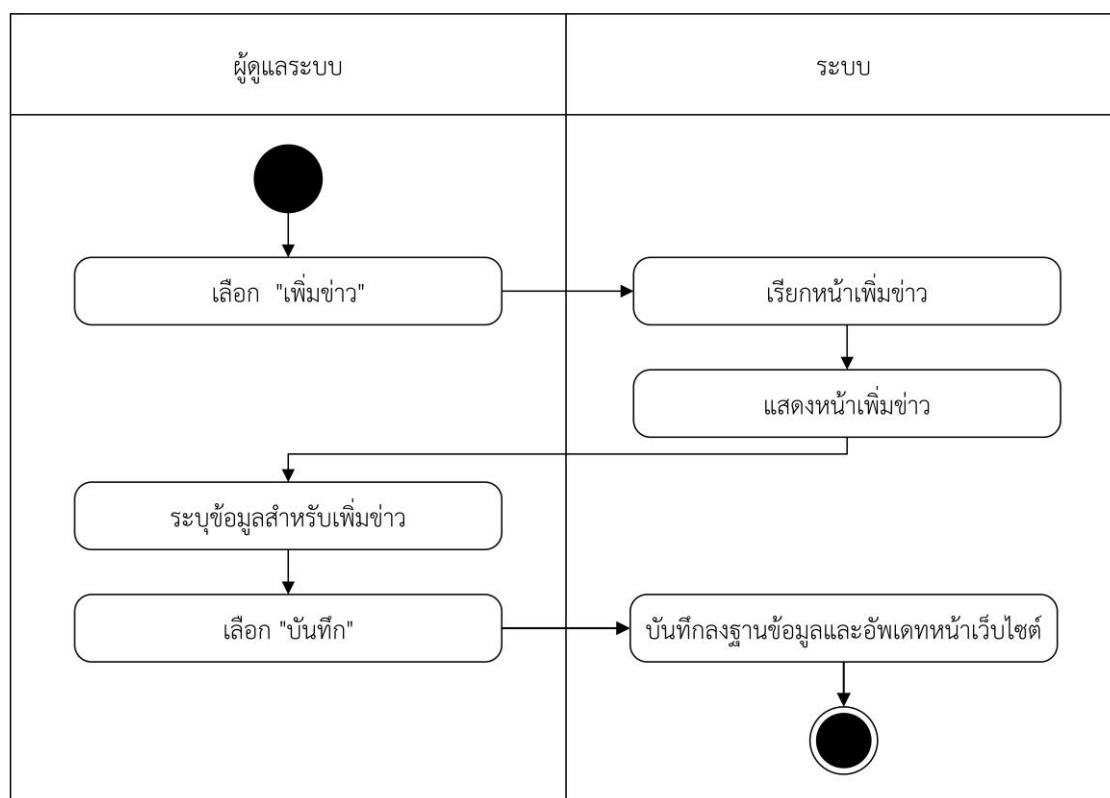 ผู้ดูแลระบบ
ระบบ
เลือก "เพิ่มข่าว"
เรียกหน้าเพิ่มข่าว
แสดงหน้าเพิ่มข่าว
ระบุข้อมูลสำหรับเพิ่มข่าว
เลือก "บันทึก"
บันทึกลงฐานข้อมูลและอัพเดทหน้าเว็บไซต์